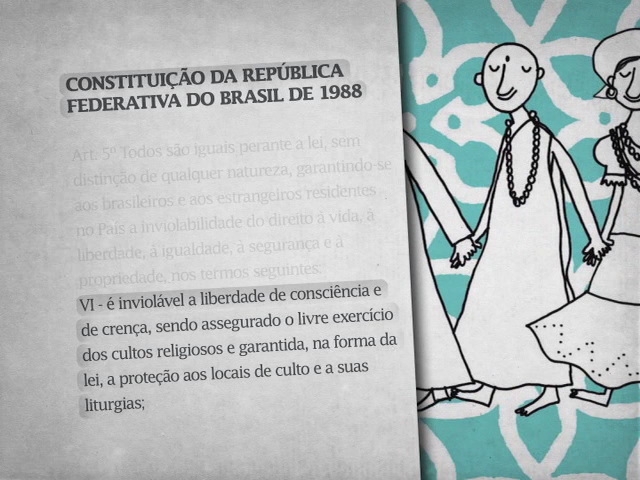 CONSTITUIÇÃO DA REPÚBLICA
FEDERATIVA DO BRASIL DE 1988
Art. 5º Todos são iguais perante a lei, sem
distinção de qualquer natureza, garantindo-se
aos brasileiros e aos estrangeiros residentes
no País a inviolabilidade do direito á vida, à
liberdade, á igualdade, à segurança e à
propriedade, nos termos seguintes:
VI - é inviolável a liberdade de consciência e
de crença, sendo assegurado o livre exercício
dos cultos religiosos e garantida, na forma da
lei, a proteção aos locais de culto e a suas
liturgias;